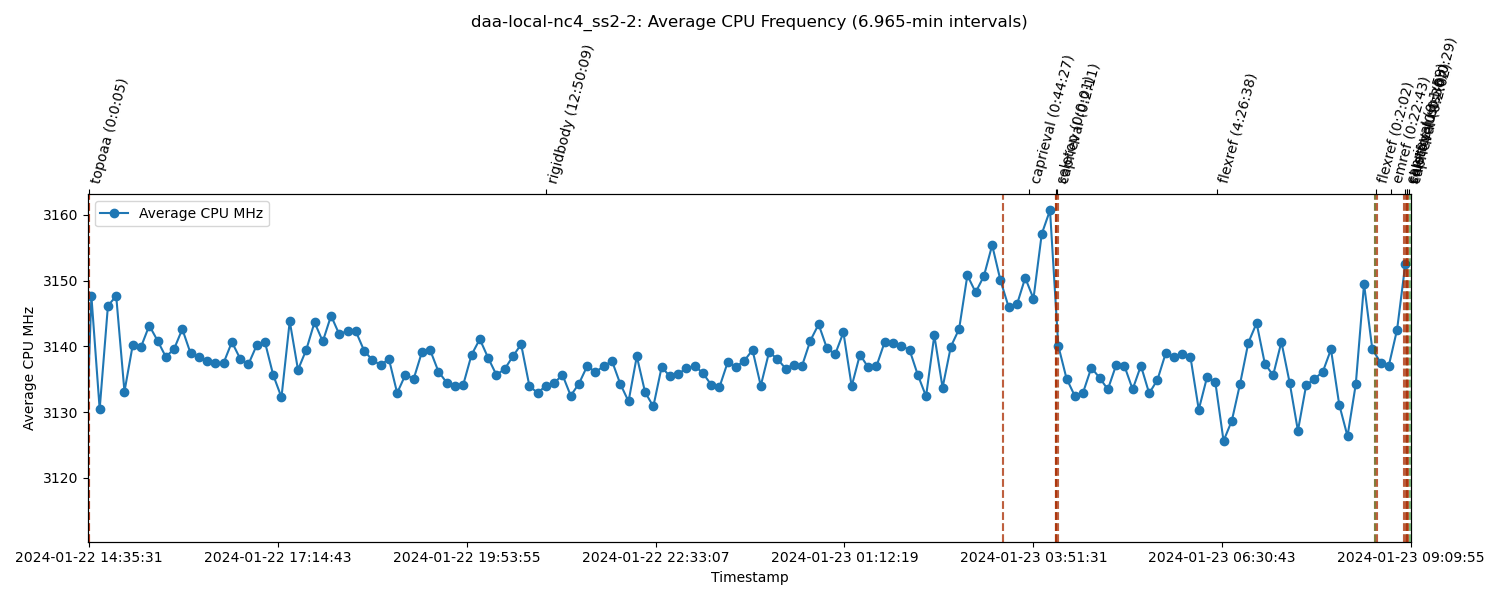 daa-local-nc4_ss2-2: Average CPU Frequency (6.965-min intervals)
topoaa (0:0:05)
rigidbody (12:50:09)
caprieval (0:44:27)
caprieval (0:2:11)
flexref (4:26:38)
flexref (0:2:02)
emref (0:22:43)
Average CPU MHz
3160
3150
3140
3130
3120
Average CPU MHz
2024-01-22 14:35:31
2024-01-22 17:14:43
2024-01-22 19:53:55
2024-01-22 22:33:07
2024-01-23 01:12:19
2024-01-23 03:51:31
2024-01-23 06:30:43
2024-01-23 09:09:55
Timestamp